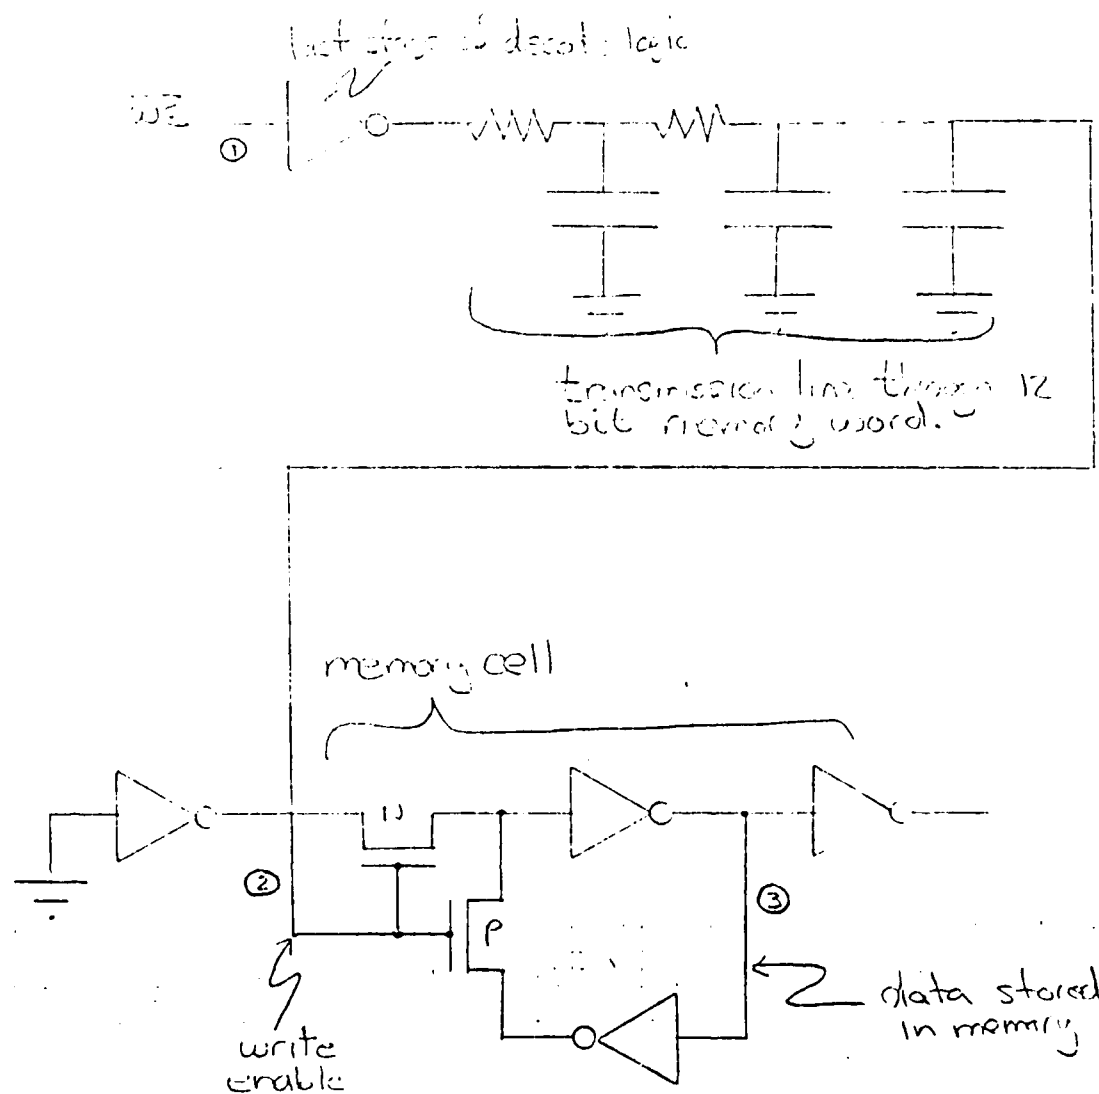 last stage of decode logic
WE
①
transmission line through 12
bit memory word.
memory cell
N
②
③
P
data stored
in memory
write
enable